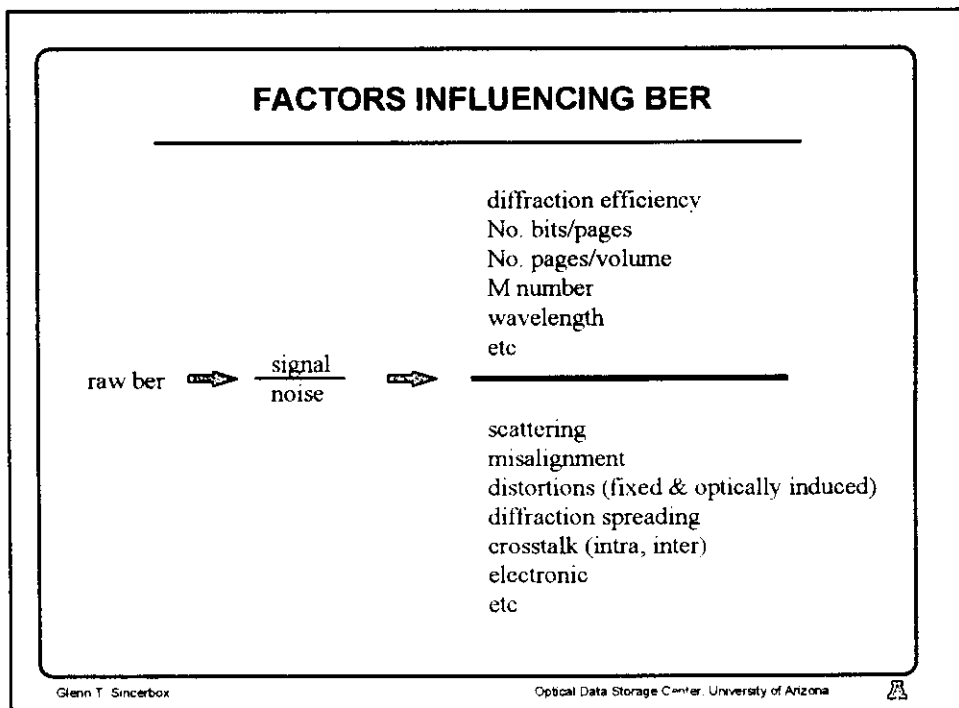 FACTORS INFLUENCING BER
diffraction efficiency
No. bits/pages
No. pages/volume
M number
wavelength
etc
raw ber
signal
noise
scattering
misalignment
distortions (fixed & optically induced)
diffraction spreading
crosstalk (intra, inter)
electronic
etc
Glenn T. Sincerbox
Optical Data Storage Center, University of Arizona
A